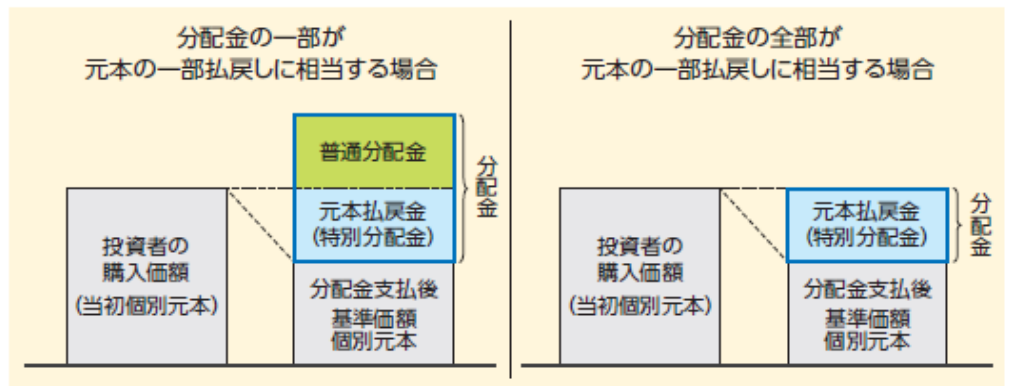 分配金の一部が
元本の一部払戻しに相当する場合
普通分配金
元本払戻金
(特別分配金)
分配金
投資者の
購入価額
(当初個別元本)
分配金支払後
基準価額
個別元本
分配金の全部が
元本の一部払戻しに相当する場合
元本払戻金
(特別分配金)
分配金
投資者の
購入価額
(当初個別元本)
分配金支払後
基準価額
個別元本